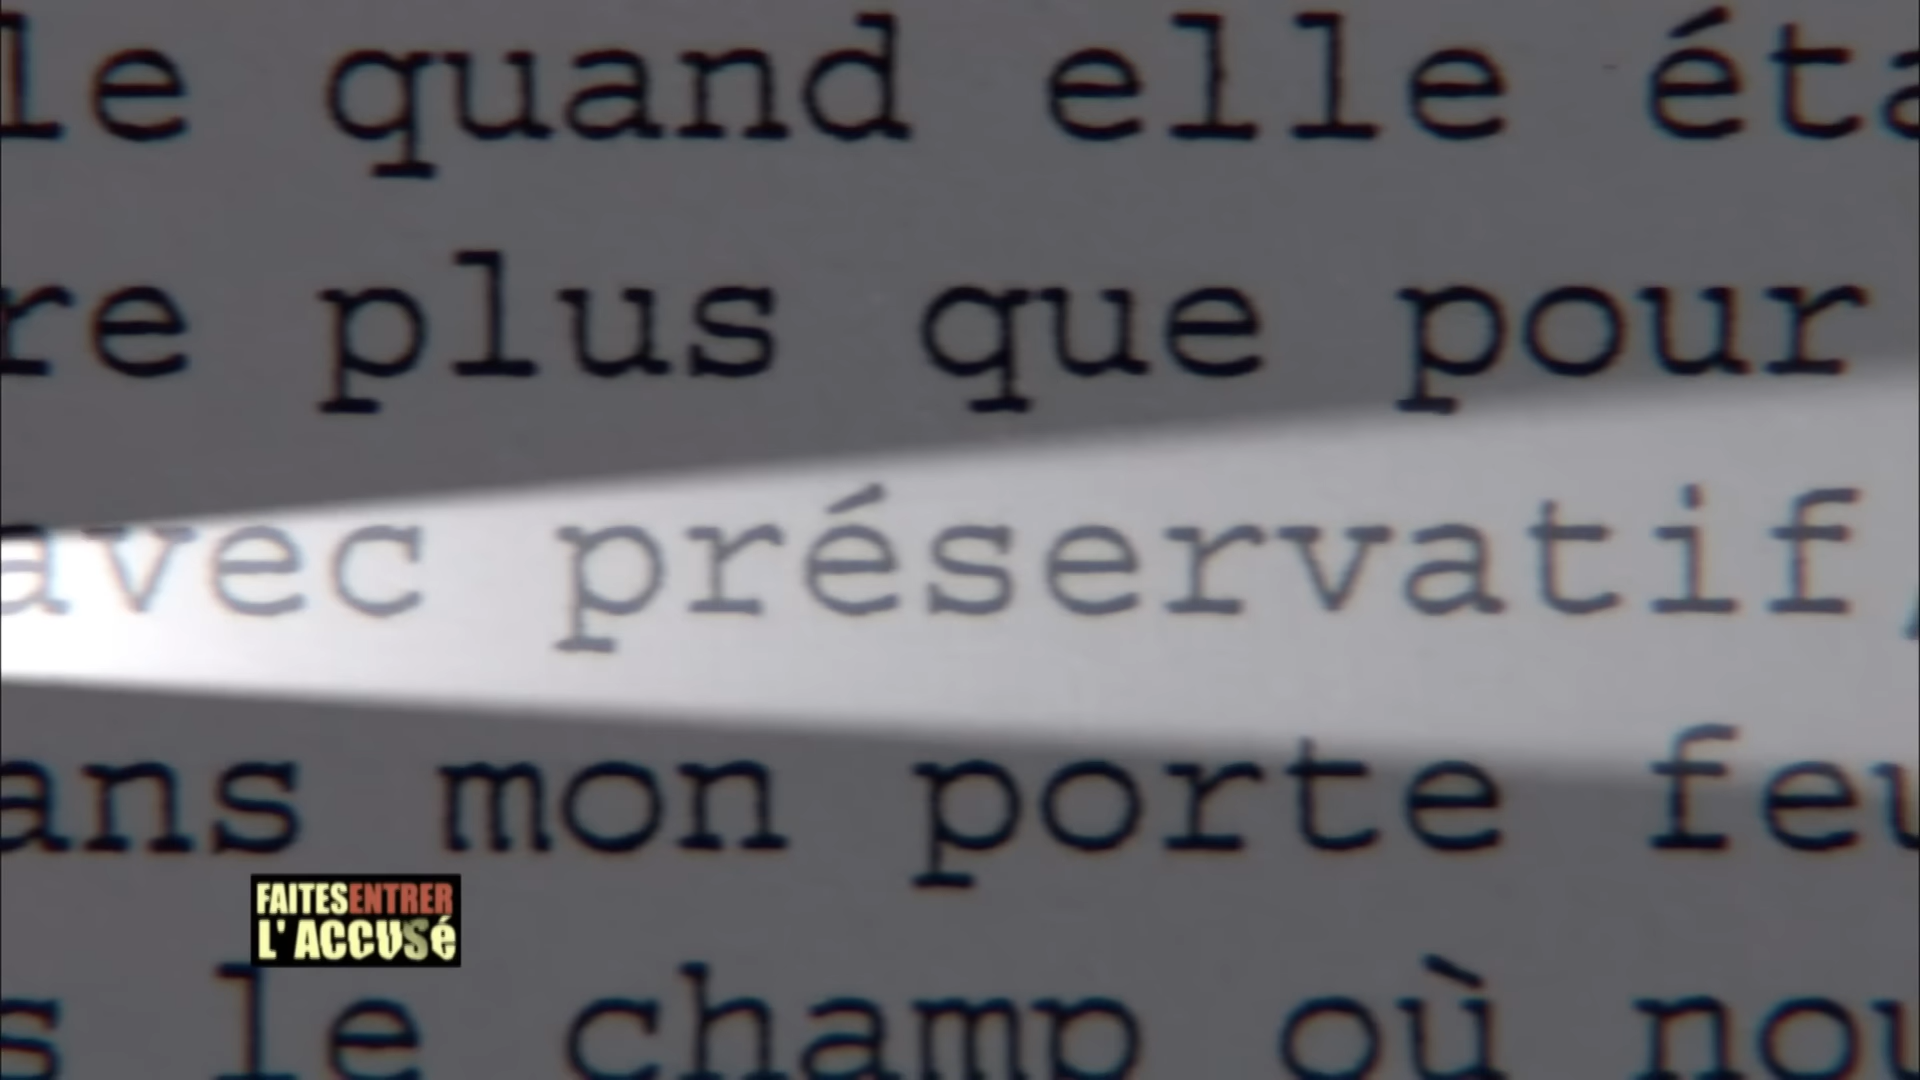 le quand elle éta
re plus que pour
avec préservatif,
ans mon porte feu
FAITES ENTRER
L'ACCUSé
s le champ où nou